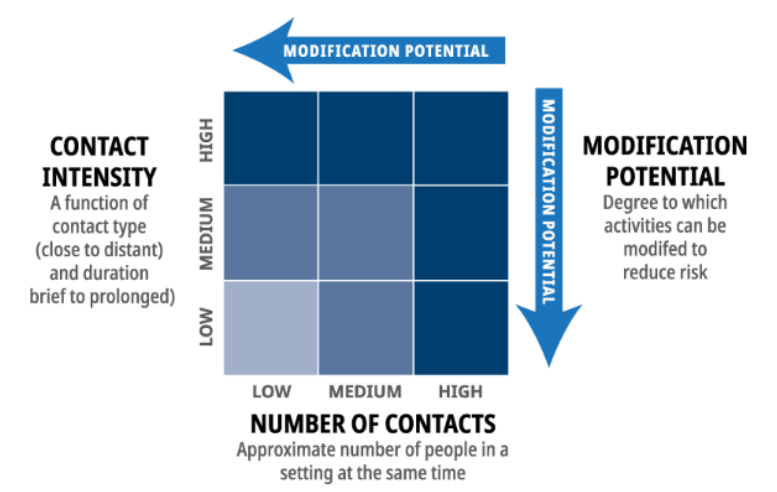 MODIFICATION POTENTIAL
CONTACT
INTENSITY
A function of
contact type
(close to distant)
and duration
brief to prolonged)
HIGH
MEDIUM
LOW
MODIFICATION POTENTIAL
MODIFICATION
POTENTIAL
Degree to which
activities can be
modifed to
reduce risk
LOW MEDIUM HIGH
NUMBER OF CONTACTS
Approximate number of people in a
setting at the same time